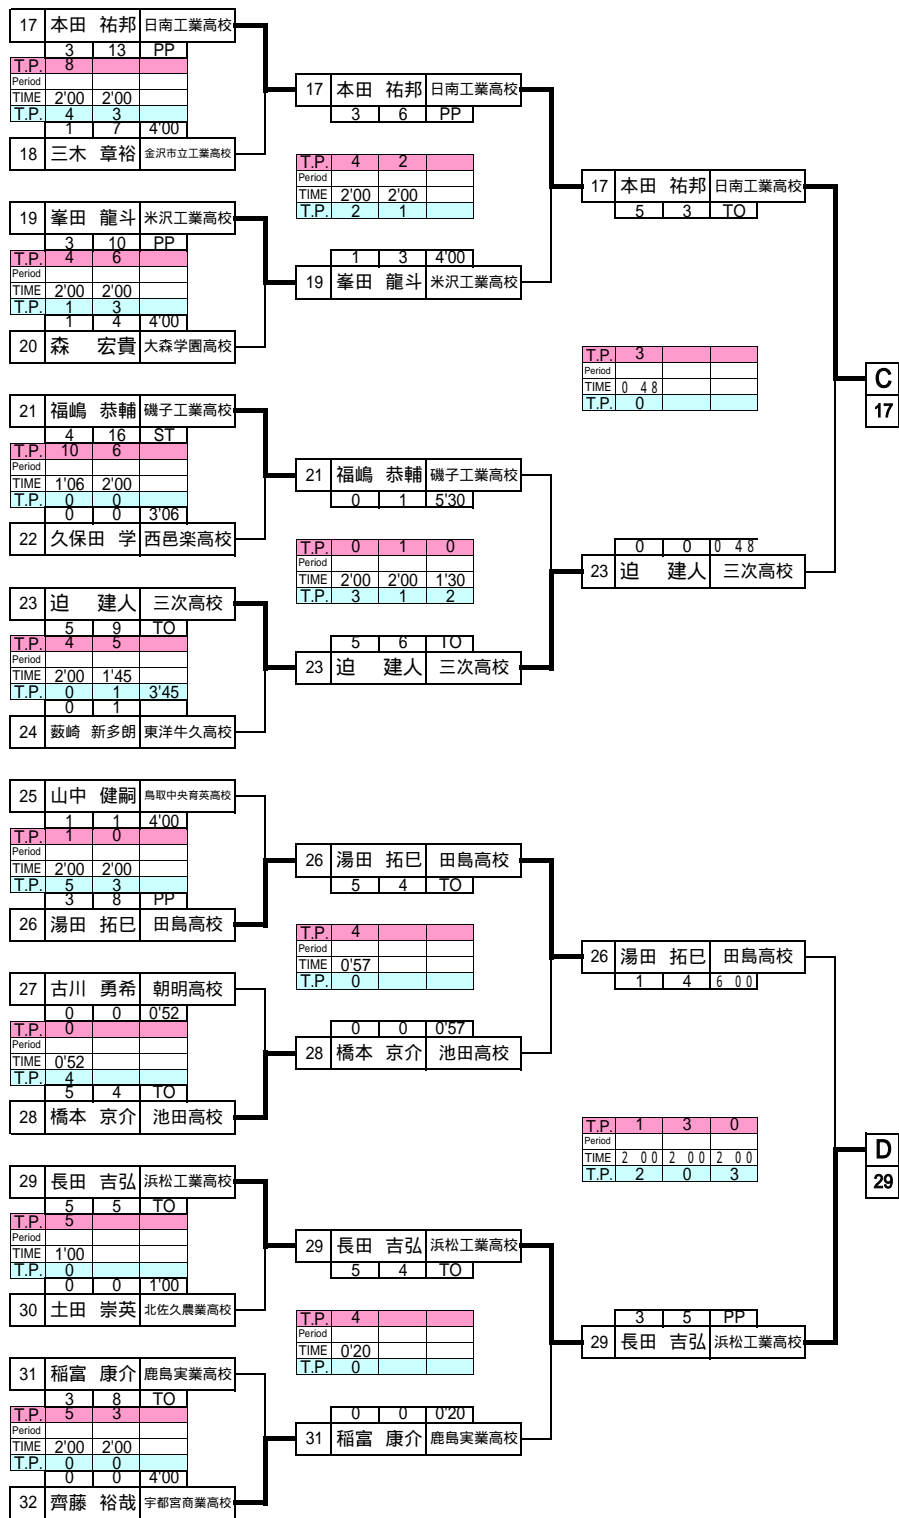 17 本田 祐邦 日南工業高校
3 13 PP
T.P. 8
Period
TIME 2'00 2'00
T.P. 4 3
1 7 4'00
18 三木 章裕 金沢市立工業高校
19 峯田 龍斗 米沢工業高校
3 10 PP
T.P. 4 6
Period
TIME 2'00 2'00
T.P. 1 3
1 4 4'00
20 森 宏貴 大森学園高校
21 福嶋 恭輔 磯子工業高校
4 16 ST
T.P. 10 6
Period
TIME 1'06 2'00
T.P. 0 0
0 0 3'06
22 久保田 学 西邑楽高校
23 迫 建人 三次高校
5 9 TO
T.P. 4 5
Period
TIME 2'00 1'45
T.P. 0 1 3'45
0 1
24 薮崎 新多朗 東洋牛久高校
25 山中 健嗣 鳥取中央育英高校
1 1 4'00
T.P. 1 0
Period
TIME 2'00 2'00
T.P. 5 3
3 8 PP
26 湯田 拓巳 田島高校
27 古川 勇希 朝明高校
0 0 0'52
T.P. 0
Period
TIME 0'52
T.P. 4
5 4 TO
28 橋本 京介 池田高校
29 長田 吉弘 浜松工業高校
5 5 TO
T.P. 5
Period
TIME 1'00
T.P. 0
0 0 1'00
30 土田 崇英 北佐久農業高校
31 稲富 康介 鹿島実業高校
3 8 TO
T.P. 5 3
Period
TIME 2'00 2'00
T.P. 0 0
0 0 4'00
32 齊藤 裕哉 宇都宮商業高校
17 本田 祐邦 日南工業高校
3 6 PP
T.P. 4 2
Period
TIME 2'00 2'00
T.P. 2 1
1 3 4'00
19 峯田 龍斗 米沢工業高校
21 福嶋 恭輔 磯子工業高校
0 1 5'30
T.P. 0 1 0
Period
TIME 2'00 2'00 1'30
T.P. 3 1 2
5 6 TO
23 迫 建人 三次高校
26 湯田 拓巳 田島高校
5 4 TO
T.P. 4
Period
TIME 0'57
T.P. 0
0 0 0'57
28 橋本 京介 池田高校
29 長田 吉弘 浜松工業高校
5 4 TO
T.P. 4
Period
TIME 0'20
T.P. 0
0 0 0'20
31 稲富 康介 鹿島実業高校
17 本田 祐邦 日南工業高校
5 3 TO
T.P. 3
Period
TIME 0 48
T.P. 0
0 0 0 48
23 迫 建人 三次高校
26 湯田 拓巳 田島高校
1 4 6 00
T.P. 1 3 0
Period
TIME 2 00 2 00 2 00
T.P. 2 0 3
3 5 PP
29 長田 吉弘 浜松工業高校
C
17
D
29